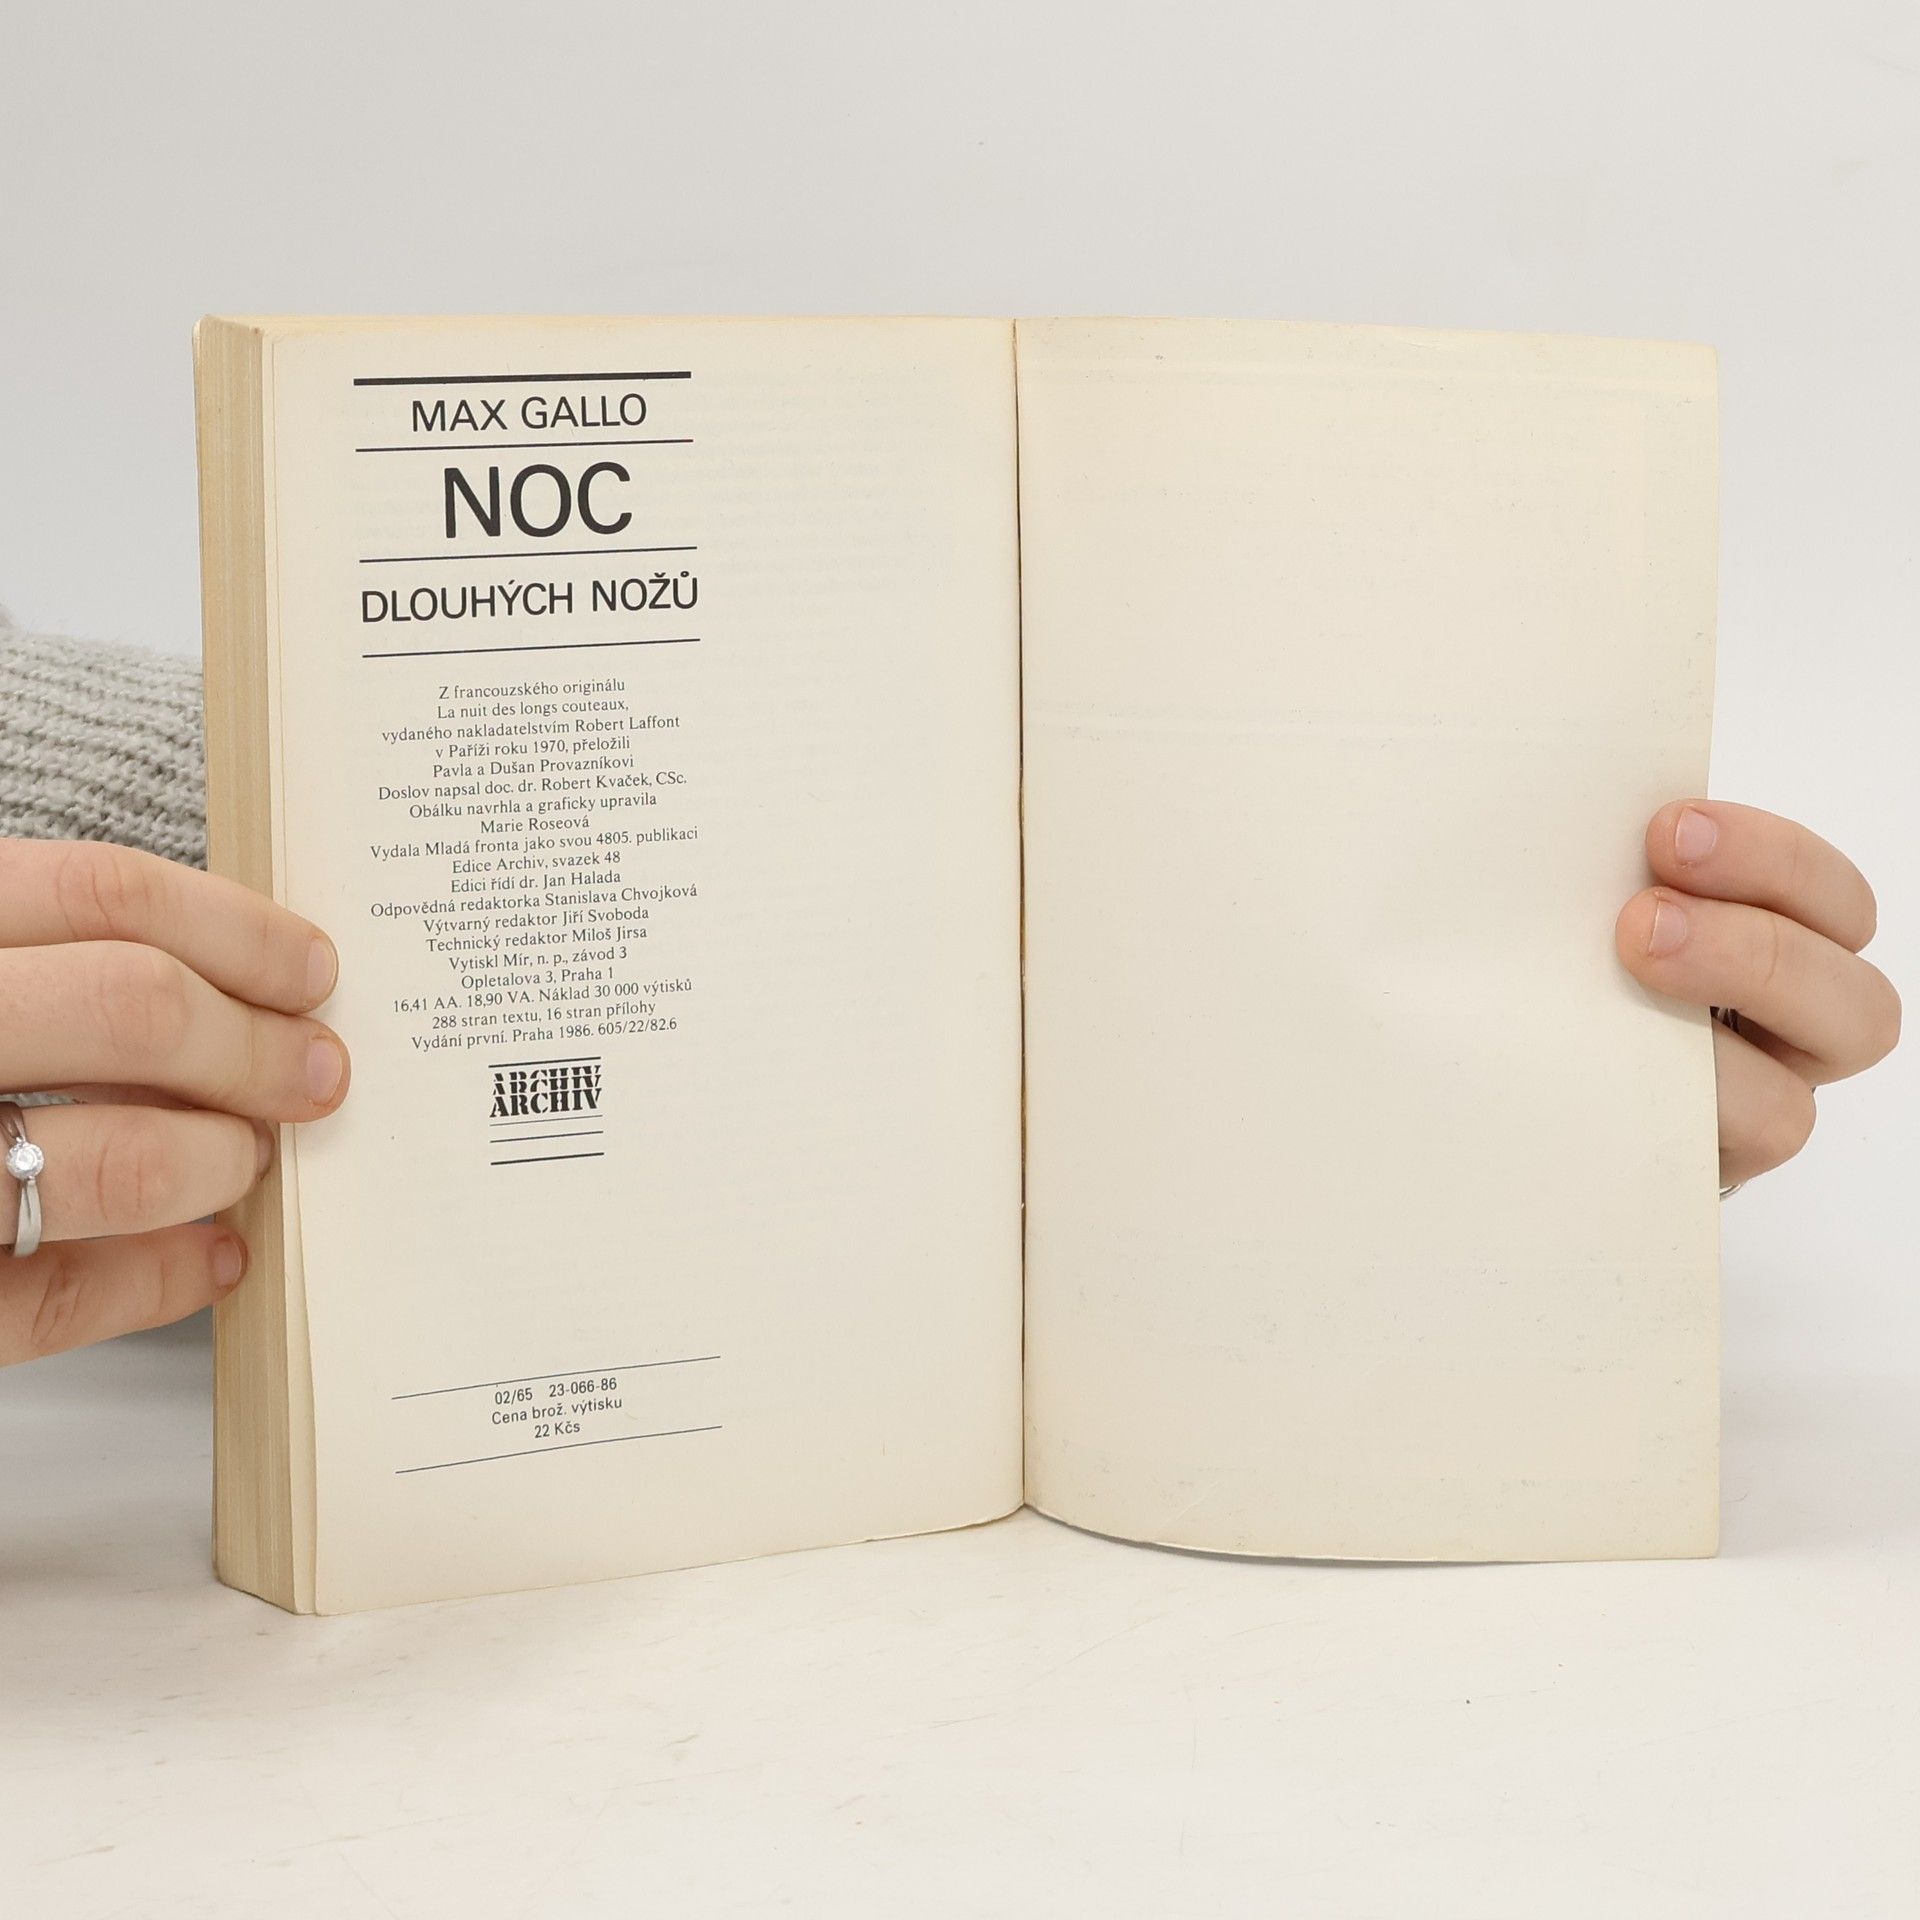 MAX GALLO
NOC
DLOUHÝCH NOŽŮ
Z francouzského originálu
La nuit des longs couteaux,
vydaného nakladatelstvím Robert Laffont
v Paříži roku 1970, přeložili
Pavla a Dušan Provazníkovi
Doslov napsal doc. dr. Robert Kvaček, CSc.
Obálku navrhla a graficky upravila
Marie Roseová
Vydala Mladá fronta jako svou 4805. publikaci
Edice Archiv, svazek 48
Edici řídí dr. Jan Halada
Odpovědná redaktorka Stanislava Chvojková
Výtvarný redaktor Jiří Svoboda
Technický redaktor Miloš Jirsa
Vytiskl Mír, n. p., závod 3
Opletalova 3, Praha 1
16,41 AA. 18,90 VA. Náklad 30 000 výtisků
288 stran textu, 16 stran přílohy
Vydání první. Praha 1986. 605/22/82.6
ARCHIV
ARCHIV
ARCHIV
02/65 23-066-86
Cena brož. výtisku
22 Kčs